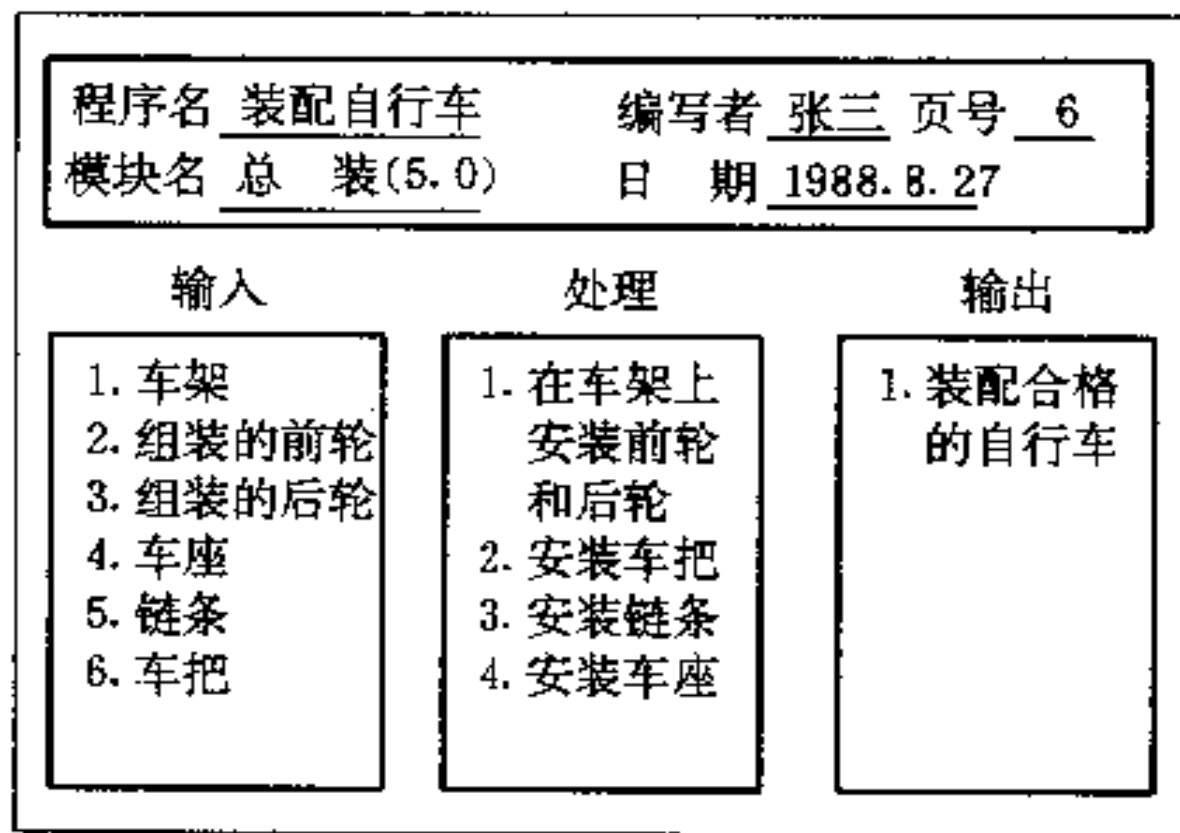 程序名 装配自行车 编写者 张三 页号 6
模块名 总 装(5.0) 日 期 1988.8.27
输入 处理 输出
1. 车架
2. 组装的前轮
3. 组装的后轮
4. 车座
5. 链条
6. 车把
1. 在车架上
安装前轮
和后轮
2. 安装车把
3. 安装链条
4. 安装车座
1. 装配合格
的自行车